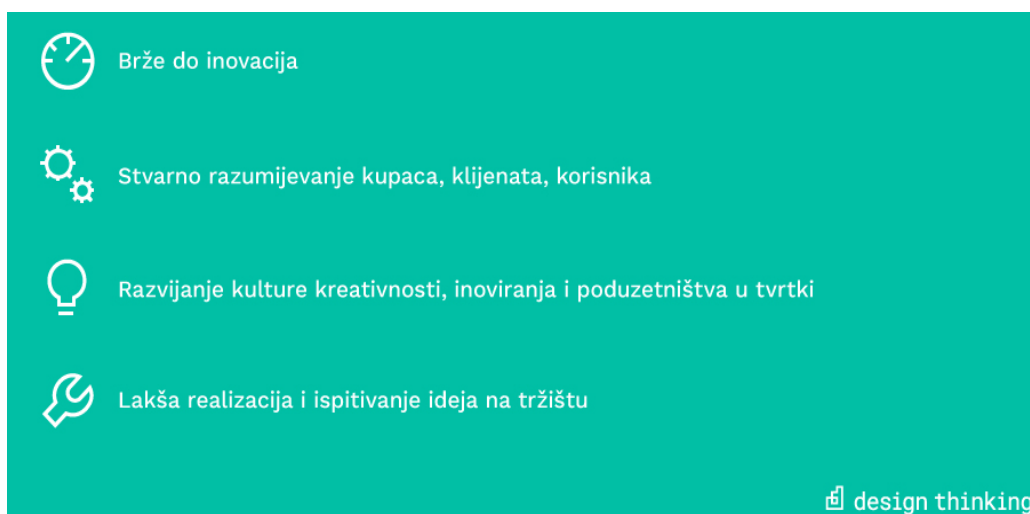 Brže do inovacija
Stvarno razumijevanje kupaca, klijenata, korisnika
Razvijanje kulture kreativnosti, inoviranja i poduzetništva u tvrtki
Lakša realizacija i ispitivanje ideja na tržištu
design thinking